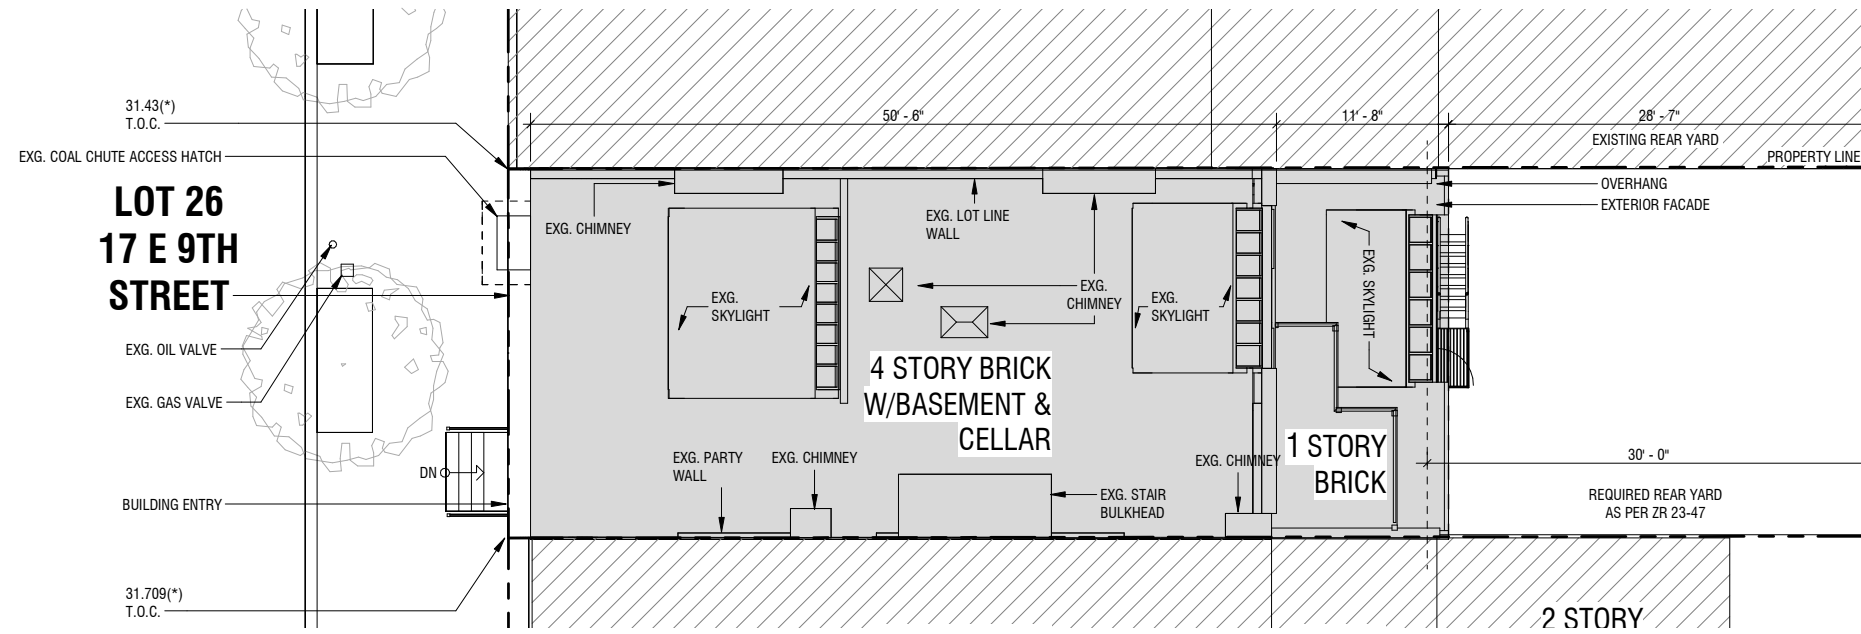 31.43(*)
T.O.C.
EXG. COAL CHUTE ACCESS HATCH
LOT 26
17 E 9TH
STREET
EXG. OIL VALVE
EXG. GAS VALVE
DN
BUILDING ENTRY
31.709(*)
T.O.C.
50' - 6"
11' - 8"
28' - 7"
EXISTING REAR YARD
PROPERTY LINE
OVERHANG
EXTERIOR FACADE
EXG. CHIMNEY
EXG. LOT LINE
WALL
EXG.
SKYLIGHT
EXG.
CHIMNEY
EXG.
SKYLIGHT
EXG. SKYLIGHT
4 STORY BRICK
W/BASEMENT &
CELLAR
1 STORY
BRICK
EXG. PARTY
WALL
EXG. CHIMNEY
EXG. CHIMNEY
EXG. STAIR
BULKHEAD
30' - 0"
REQUIRED REAR YARD
AS PER ZR 23-47
2 STORY